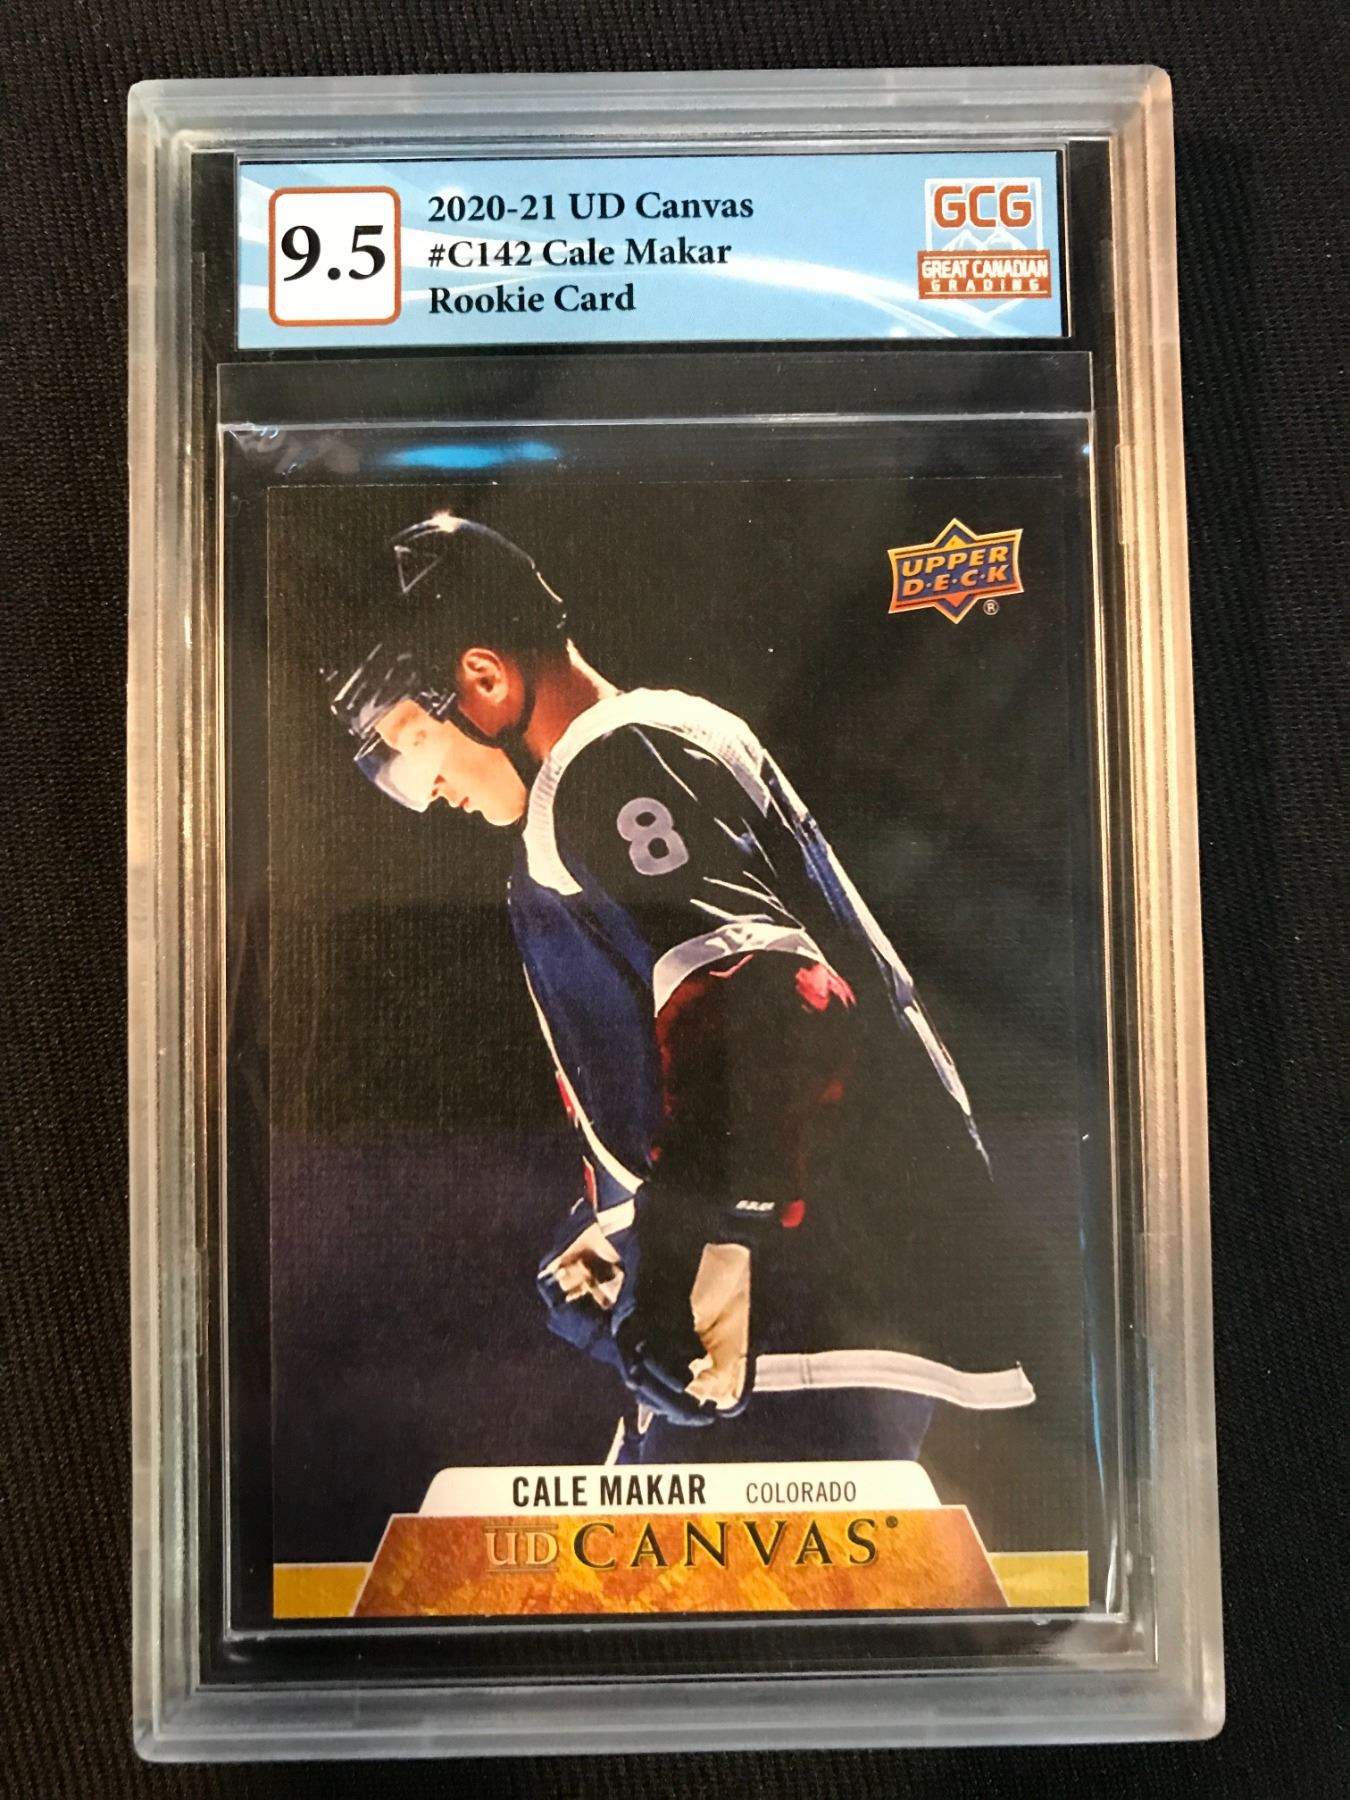 9.5
2020-21 UD Canvas
#C142 Cale Makar
Rookie Card
GCG
GREAT CANADIAN
GRADING
UPPER
D·E·C·K
®
8
CALE MAKAR COLORADO
UD CANVAS®